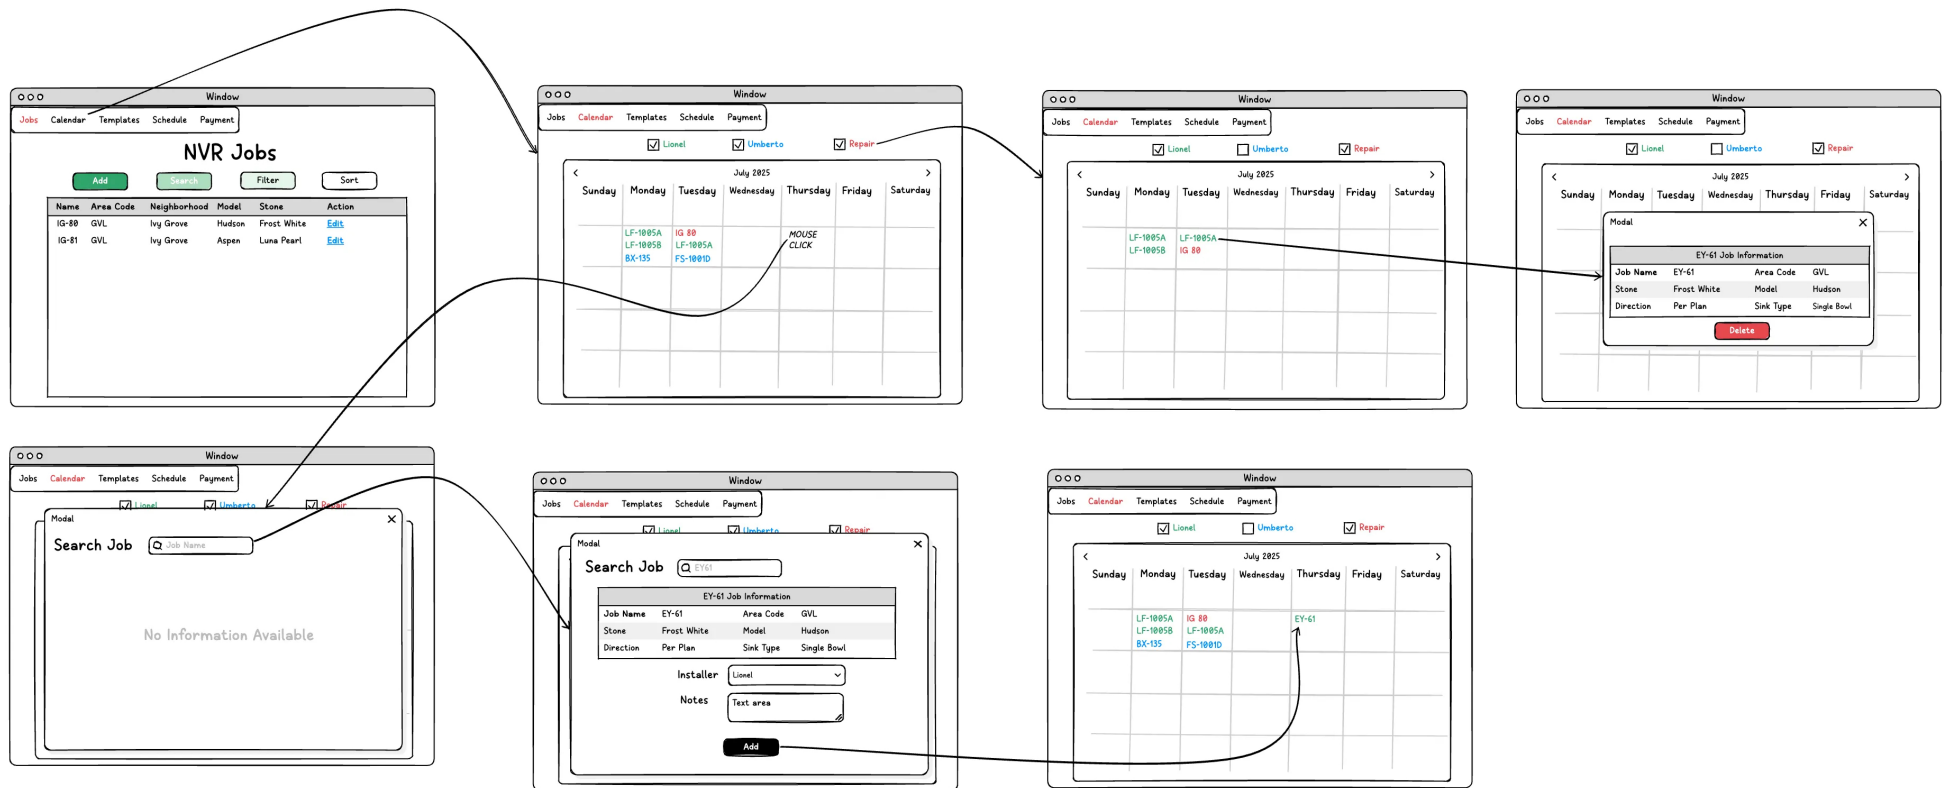 Window
Jobs Calendar Templates Schedule Payment
NVR Jobs
Add Search Filter Sort
Name Area Code Neighborhood Model Stone Action
IG-80 GVL Ivy Grove Hudson Frost White Edit
IG-81 GVL Ivy Grove Aspen Luna Pearl Edit
Window
Jobs Calendar Templates Schedule Payment
Lionel Umberto Repair
July 2025
Sunday Monday Tuesday Wednesday Thursday Friday Saturday
LF-1005A IG 80 MOUSE
LF-1005B LF-1005A CLICK
BX-135 FS-1001D
Window
Jobs Calendar Templates Schedule Payment
Lionel Umberto Repair
July 2025
Sunday Monday Tuesday Wednesday Thursday Friday Saturday
LF-1005A LF-1005A
LF-1005B IG 80
Window
Jobs Calendar Templates Schedule Payment
Lionel Umberto Repair
July 2025
Sunday Monday Tuesday Wednesday Thursday Friday Saturday
Modal
EY-61 Job Information
Job Name EY-61 Area Code GVL
Stone Frost White Model Hudson
Direction Per Plan Sink Type Single Bowl
Delete
Window
Jobs Calendar Templates Schedule Payment
Lionel Umberto Repair
Modal
Search Job Job Name
No Information Available
Window
Jobs Calendar Templates Schedule Payment
Lionel Umberto Repair
Modal
Search Job EY61
EY-61 Job Information
Job Name EY-61 Area Code GVL
Stone Frost White Model Hudson
Direction Per Plan Sink Type Single Bowl
Installer Lionel
Notes Text area
Add
Window
Jobs Calendar Templates Schedule Payment
Lionel Umberto Repair
July 2025
Sunday Monday Tuesday Wednesday Thursday Friday Saturday
LF-1005A IG 80 EY-61
LF-1005B LF-1005A
BX-135 FS-1001D